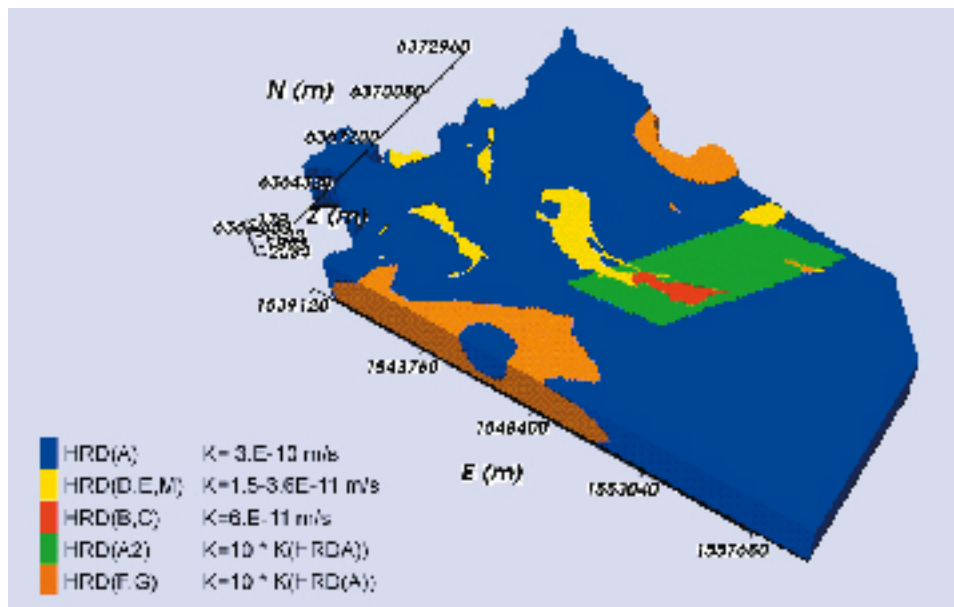 6372960
N (m)
6370080
6367200
6364320
Z (m)
1539120
1543760
1548400
E (m)
1553040
1557680
HRD(A) K= 3.E-10 m/s
HRD(D,E,M) K=1.5-3.6E-11 m/s
HRD(B,C) K=6.E-11 m/s
HRD(A2) K=10 * K(HRDA))
HRD(F,G) K=10 * K(HRD(A))